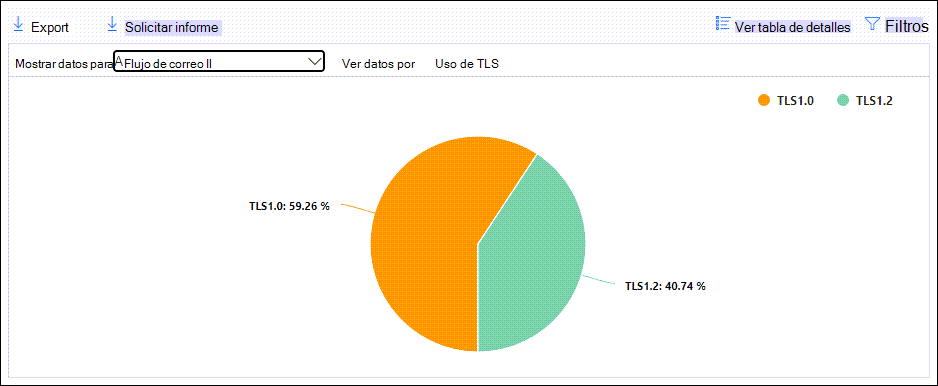 Export Solicitar informe Ver tabla de detalles Filtros
Mostrar datos para A Flujo de correo II Ver datos por Uso de TLS
TLS1.0 TLS1.2
TLS1.0: 59.26 %
TLS1.2: 40.74 %